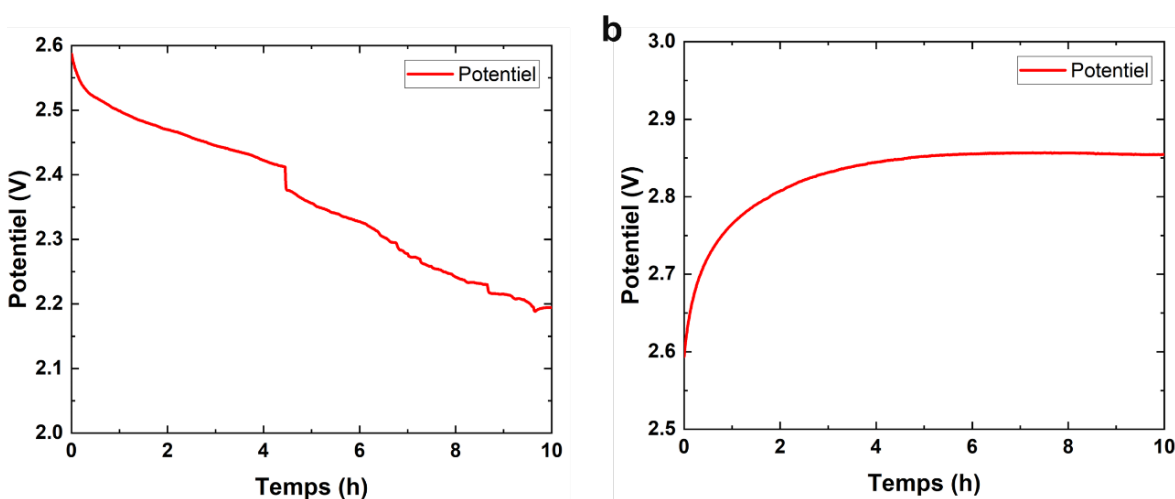 2.6
2.5
2.4
2.3
2.2
2.1
2.0
Potentiel (V)
Potentiel
0 2 4 6 8 10
Temps (h)
b
3.0
2.9
2.8
2.7
2.6
2.5
Potentiel (V)
Potentiel
0 2 4 6 8 10
Temps (h)